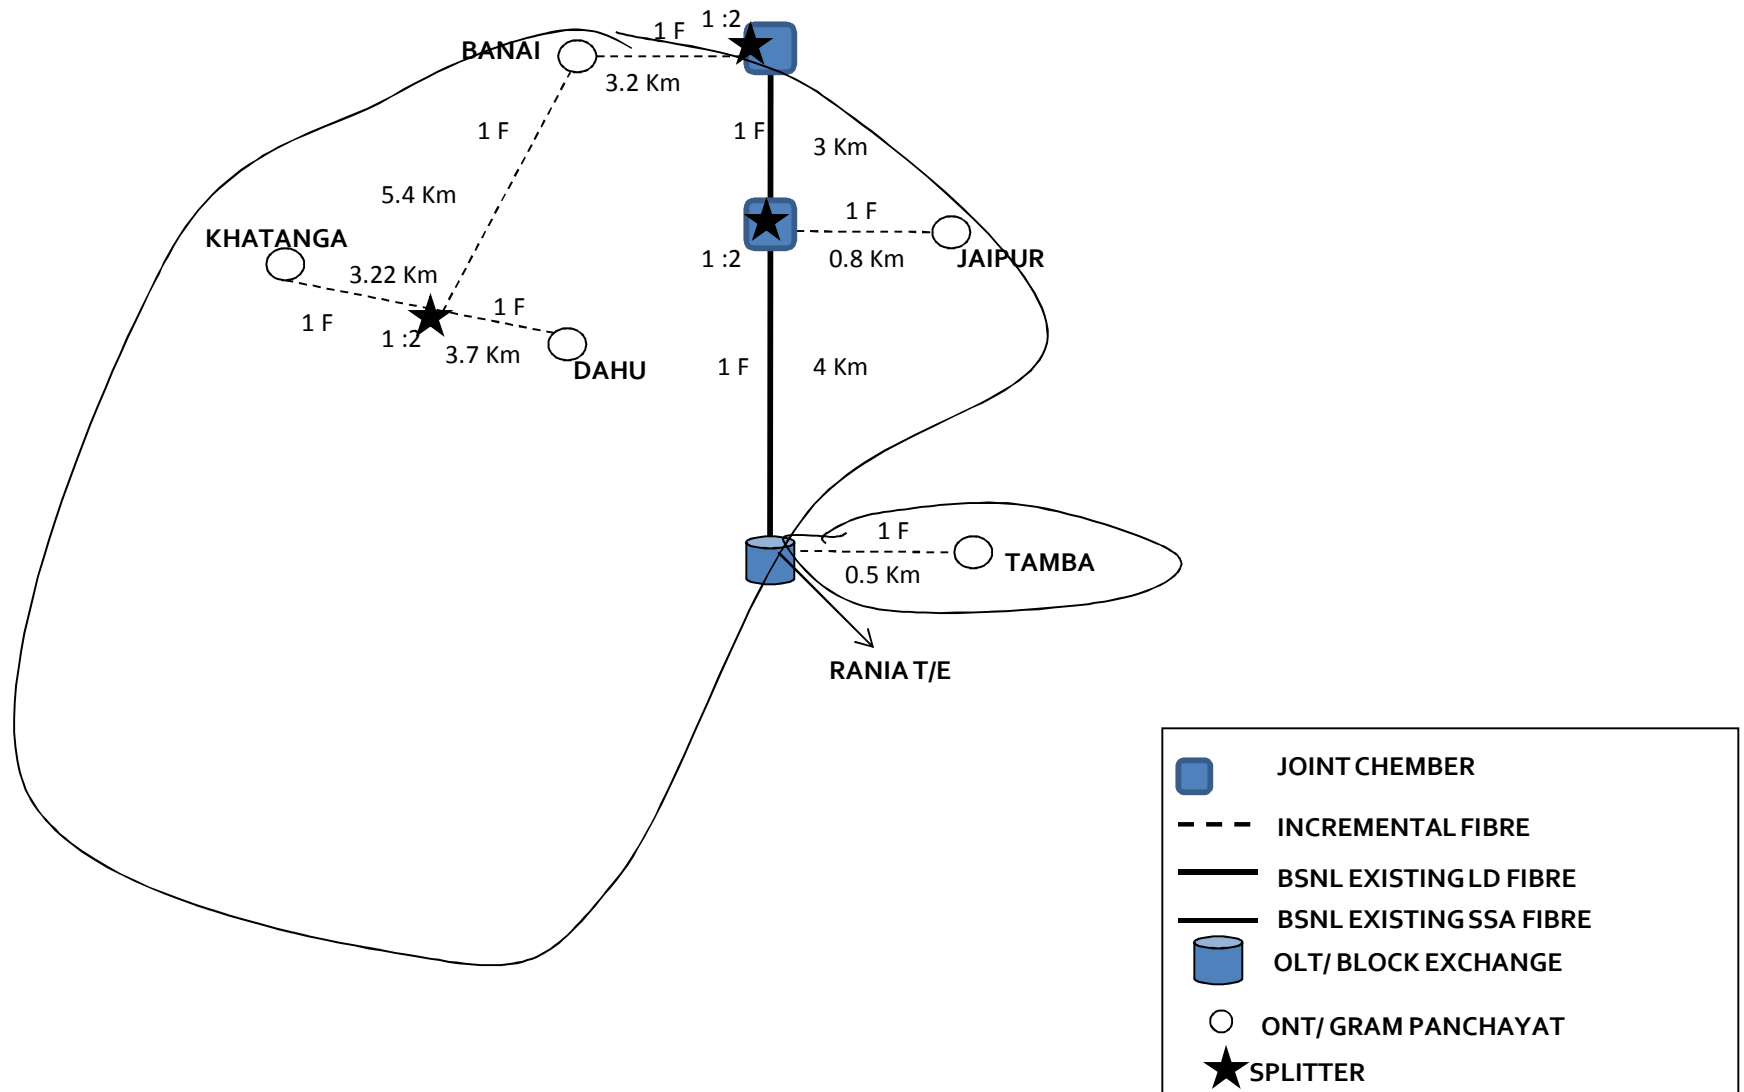 1 :2
1 F
BANAI
3.2 Km
1 F
1 F
3 Km
5.4 Km
1 F
KHATANGA
0.8 Km
JAIPUR
1 :2
3.22 Km
1 F
1 F
1 :2
3.7 Km
DAHU
1 F
4 Km
1 F
0.5 Km
TAMBA
RANIA T/E
JOINT CHEMBER
INCREMENTAL FIBRE
BSNL EXISTING LD FIBRE
BSNL EXISTING SSA FIBRE
OLT/ BLOCK EXCHANGE
ONT/ GRAM PANCHAYAT
SPLITTER